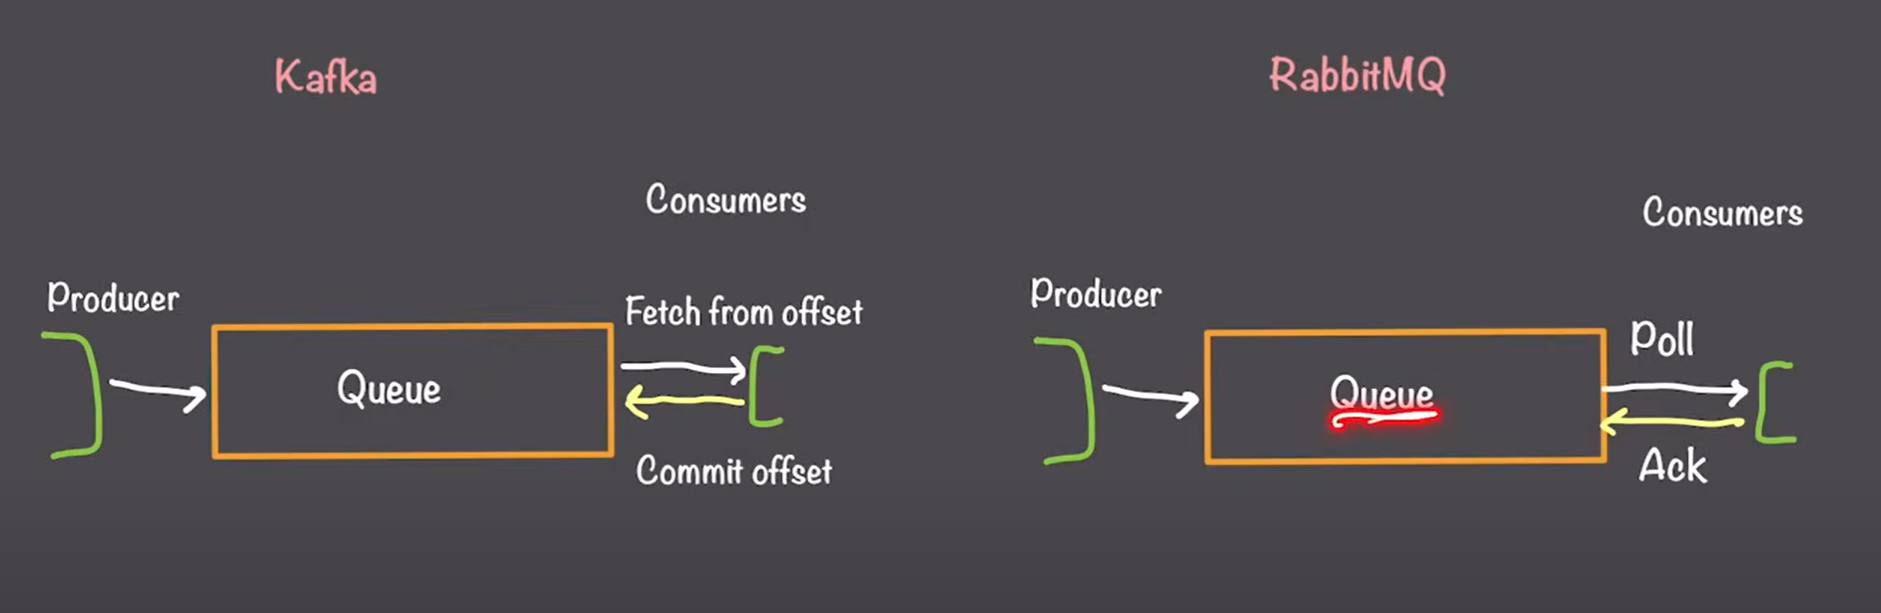 Kafka
RabbitMQ
Consumers
Producer
Fetch from offset
Queue
Commit offset
Consumers
Producer
Poll
Queue
Ack